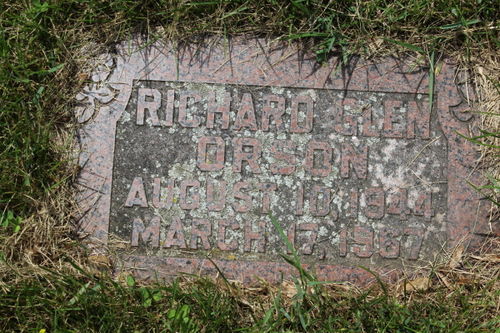 RICHARD GLEN
ORSON
AUGUST 10, 1944
MARCH 17, 1967